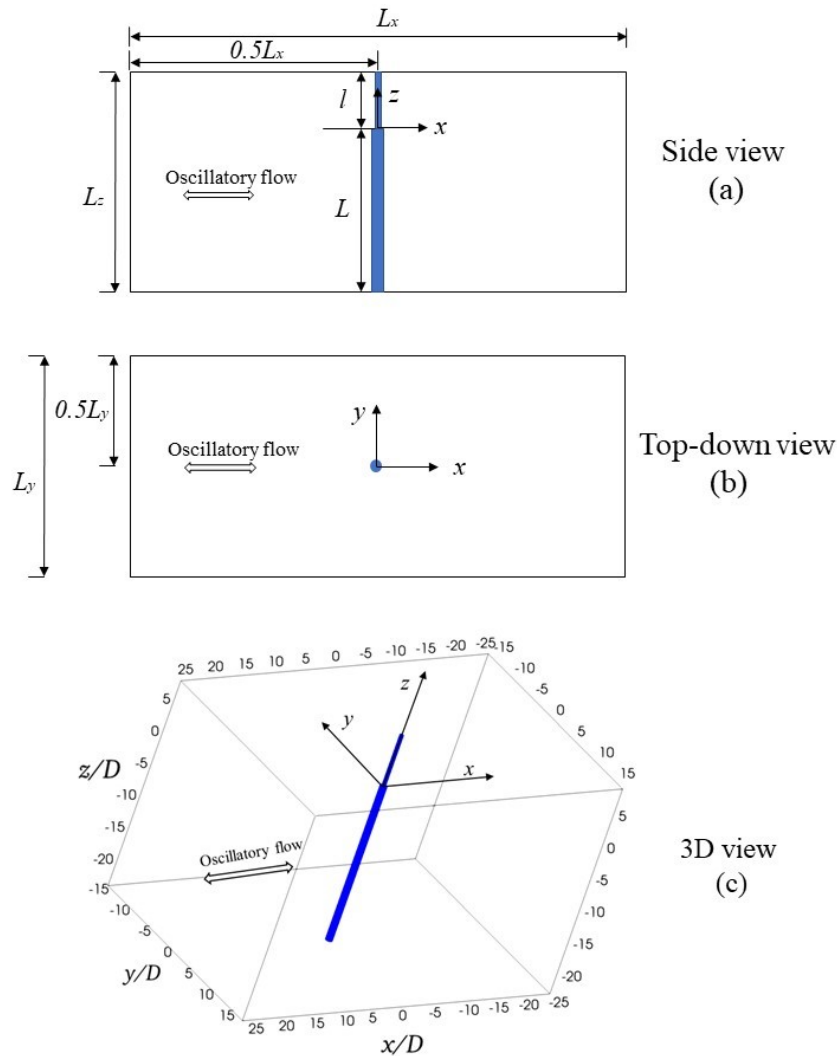 Lx
0.5Lx
l
z
x
Oscillatory flow
Lz
L
Side view
(a)
0.5Ly
y
Oscillatory flow
x
Ly
Top-down view
(b)
25 20 15 10 5 0 -5 -10 -15 -20 -25
-15 -10 -5 0 5 10 15
z
y
x
5 0 -5 -10 -15 -20
z/D
Oscillatory flow
5 0 -5 -10 -15 -20
3D view
(c)
-15 -10 -5 0 5 10 15
y/D
25 20 15 10 5 0 -5 -10 -15 -20 -25
x/D